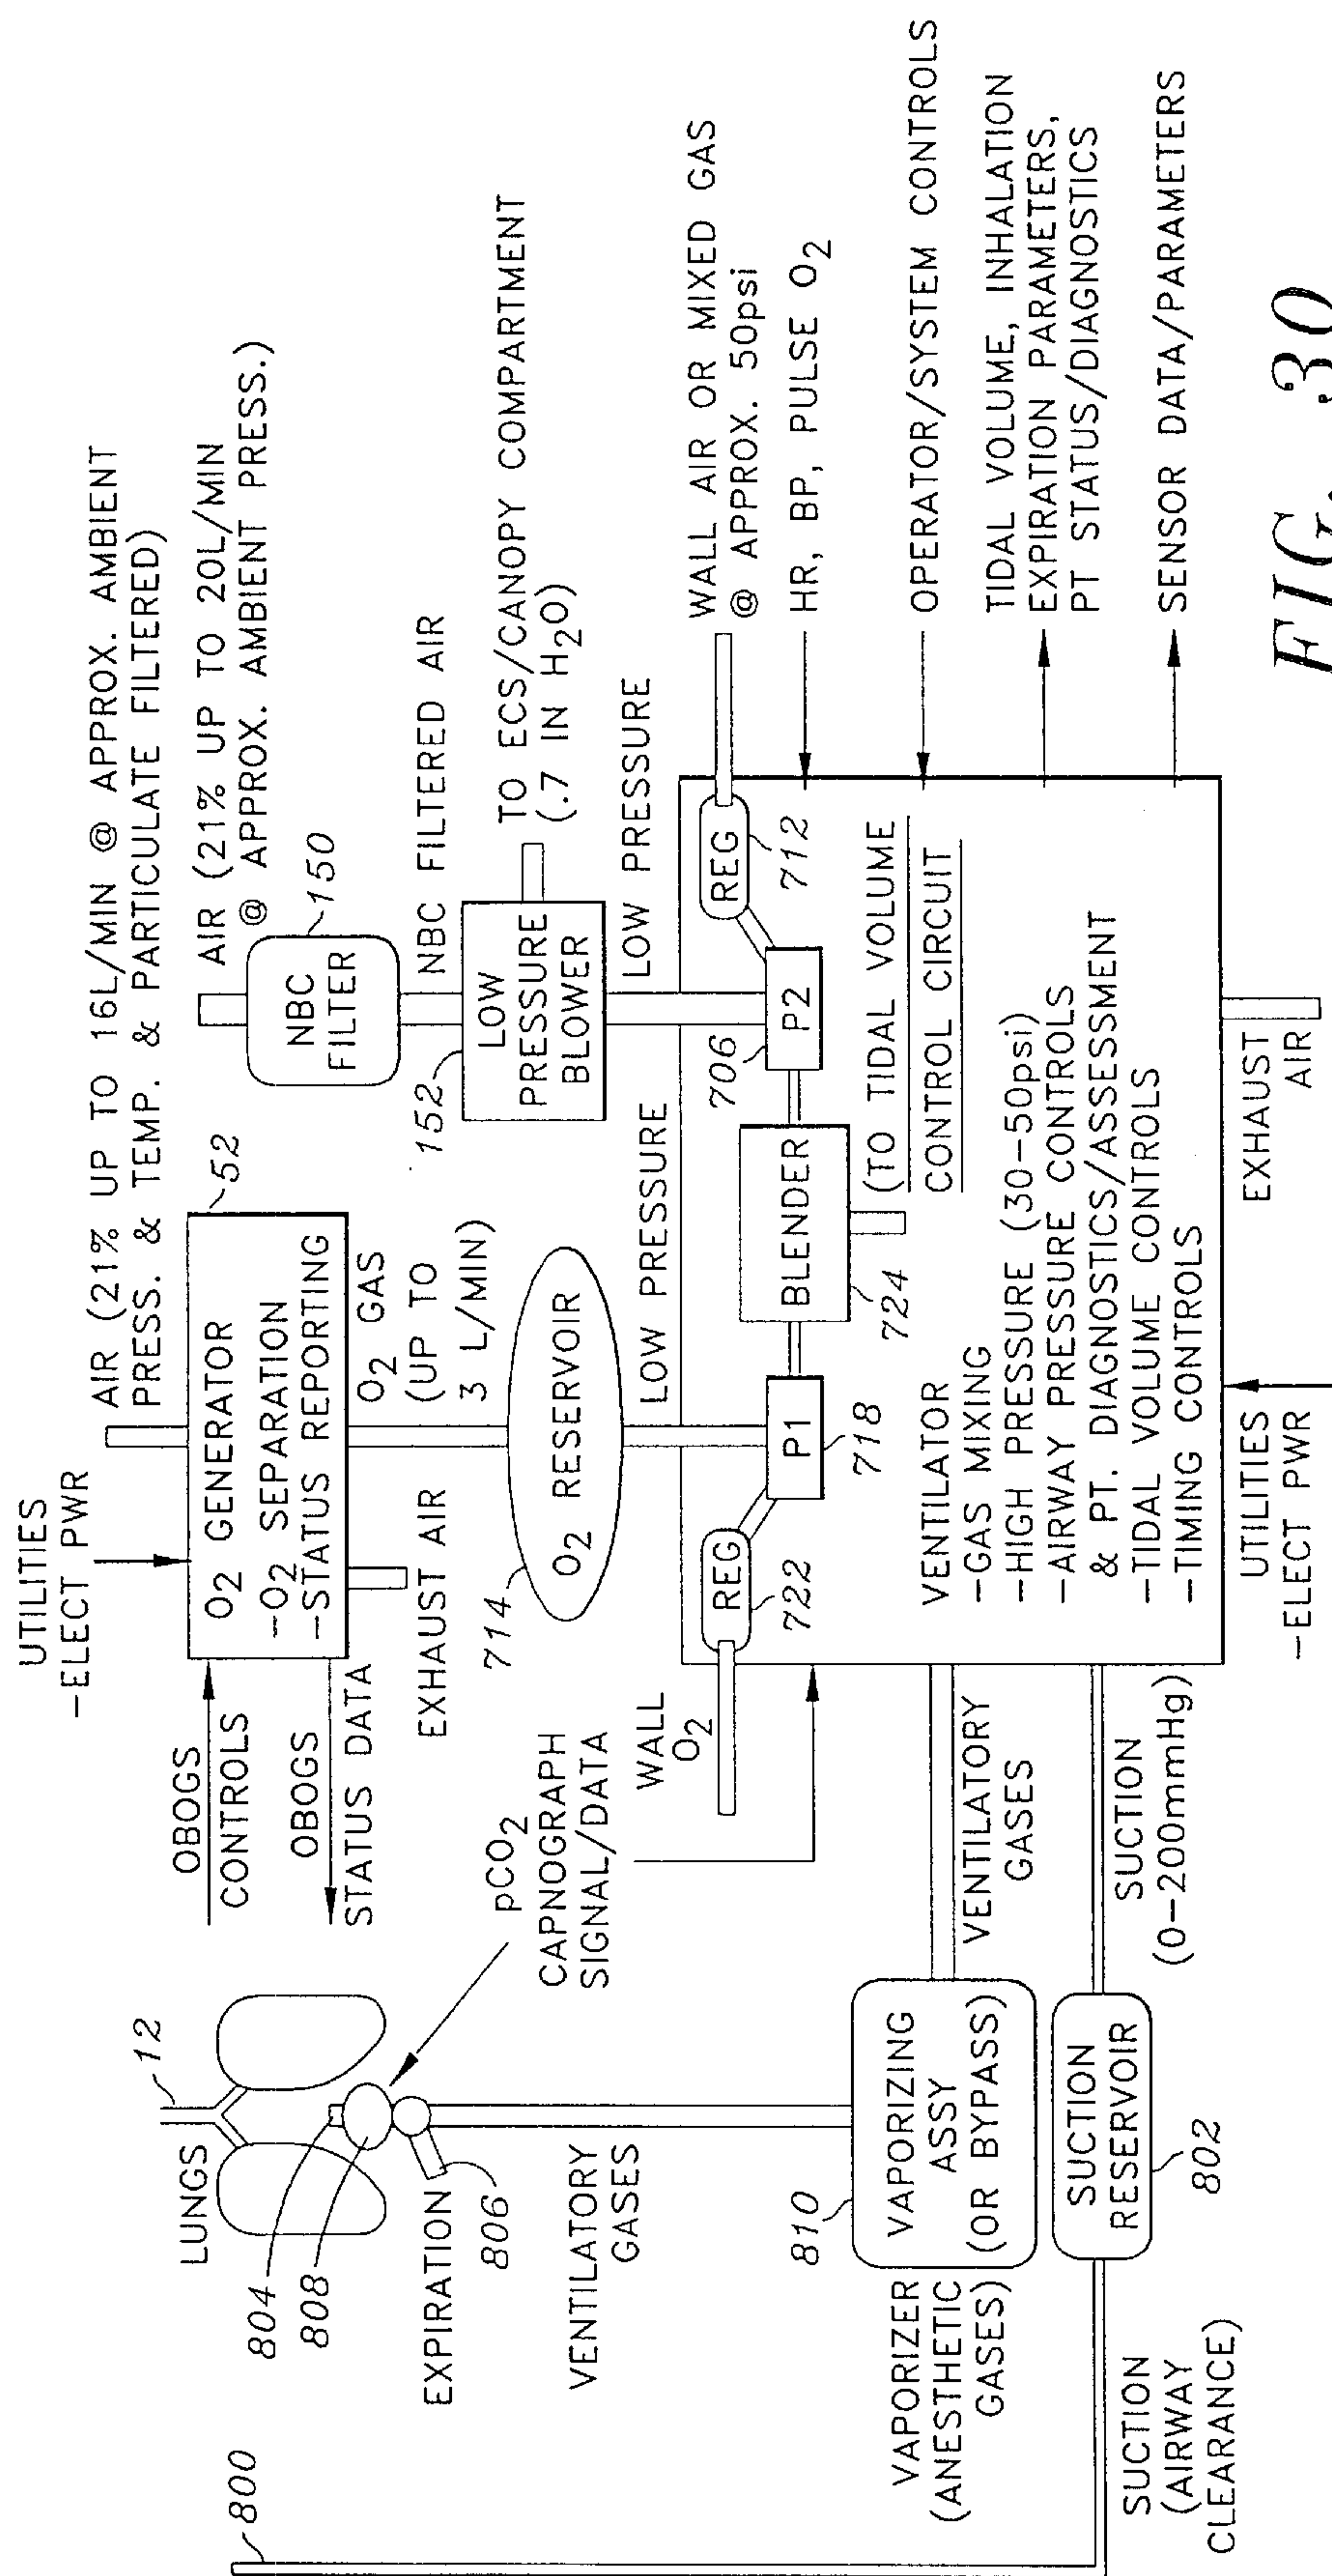 UTILITIES
-ELECT PWR
AIR (21% UP TO 16L/MIN @ APPROX. AMBIENT
PRESS. & TEMP. & PARTICULATE FILTERED)
OBOGS
CONTROLS
OBOGS
STATUS DATA
O2 GENERATOR
-O2 SEPARATION
-STATUS REPORTING
52
EXHAUST AIR
O2 GAS
(UP TO
3 L/MIN)
AIR (21% UP TO 20L/MIN
@ APPROX. AMBIENT PRESS.)
NBC
FILTER
150
NBC FILTERED AIR
152
LOW
PRESSURE
BLOWER
TO ECS/CANOPY COMPARTMENT
(.7 IN H2O)
LOW PRESSURE
714
O2 RESERVOIR
LOW PRESSURE
12
LUNGS
804
808
EXPIRATION
806
pCO2
CAPNOGRAPH
SIGNAL/DATA
WALL
O2
REG
722
P1
718
BLENDER
724
706
P2
REG
712
WALL AIR OR MIXED GAS
@ APPROX. 50psi
HR, BP, PULSE O2
(TO TIDAL VOLUME
CONTROL CIRCUIT
OPERATOR/SYSTEM CONTROLS
TIDAL VOLUME, INHALATION
EXPIRATION PARAMETERS,
PT STATUS/DIAGNOSTICS
SENSOR DATA/PARAMETERS
VENTILATOR
-GAS MIXING
-HIGH PRESSURE (30-50psi)
-AIRWAY PRESSURE CONTROLS
& PT. DIAGNOSTICS/ASSESSMENT
-TIDAL VOLUME CONTROLS
-TIMING CONTROLS
VENTILATORY
GASES
VENTILATORY
GASES
810
VAPORIZING
ASSY
(OR BYPASS)
VAPORIZER
(ANESTHETIC
GASES)
SUCTION
(0-200mmHg)
SUCTION
RESERVOIR
802
800
SUCTION
(AIRWAY
CLEARANCE)
UTILITIES
-ELECT PWR
EXHAUST
AIR
FIG. 30